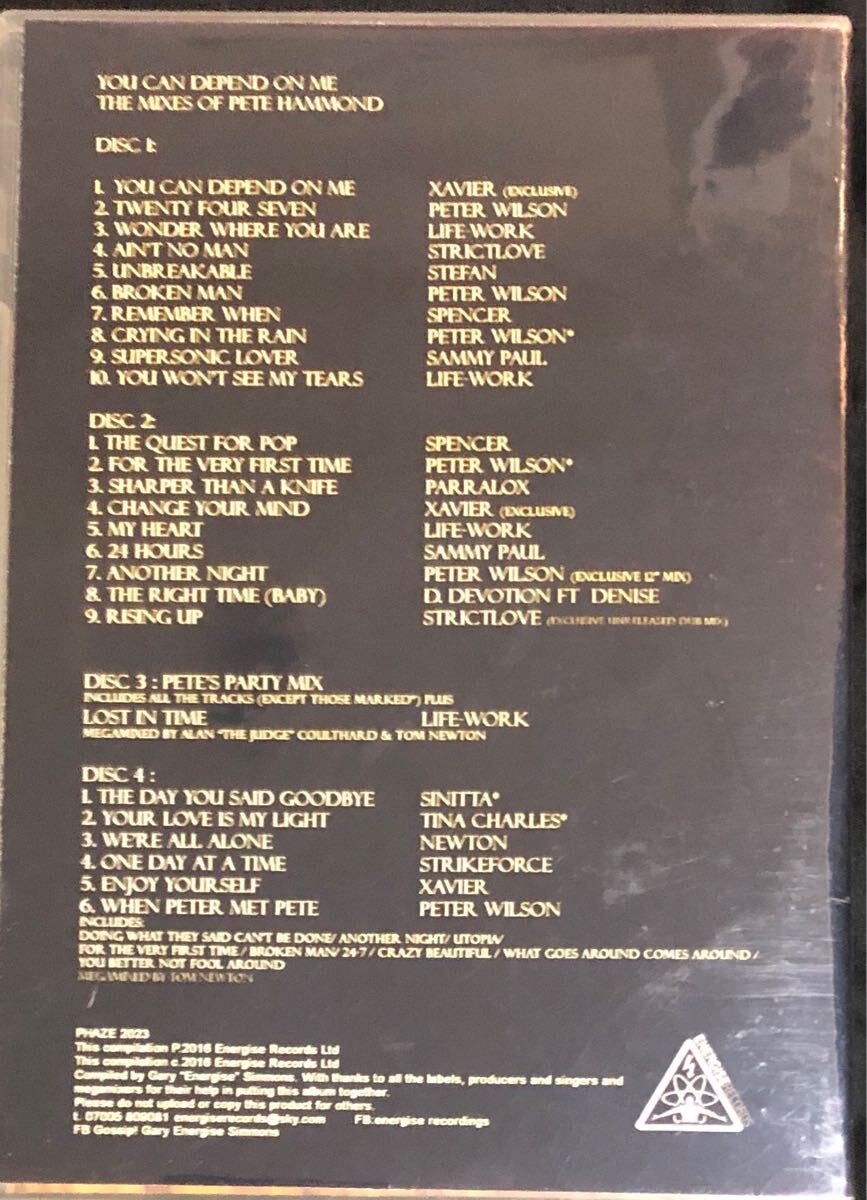 YOU CAN DEPEND ON ME
THE MIXES OF PETE HAMMOND
DISC 1:
1. YOU CAN DEPEND ON ME XAVIER (EXCLUSIVE)
2. TWENTY FOUR SEVEN PETER WILSON
3. WONDER WHERE YOU ARE LIFE-WORK
4. AIN'T NO MAN STRICTLOVE
5. UNBREAKABLE STEFAN
6. BROKEN MAN PETER WILSON
7. REMEMBER WHEN SPENCER
8. CRYING IN THE RAIN PETER WILSON*
9. SUPERSONIC LOVER SAMMY PAUL
10. YOU WON'T SEE MY TEARS LIFE-WORK
DISC 2:
1. THE QUEST FOR POP SPENCER
2. FOR THE VERY FIRST TIME PETER WILSON*
3. SHARPER THAN A KNIFE PARRALOX
4. CHANGE YOUR MIND XAVIER (EXCLUSIVE)
5. MY HEART LIFE-WORK
6. 24 HOURS SAMMY PAUL
7. ANOTHER NIGHT PETER WILSON (EXCLUSIVE 12" MIX)
8. THE RIGHT TIME (BABY) D. DEVOTION FT DENISE
9. RISING UP STRICTLOVE (EXCLUSIVE UNRELEASED DUB MIX)
DISC 3 : PETE'S PARTY MIX
INCLUDES ALL THE TRACKS (EXCEPT THOSE MARKED*) PLUS
LOST IN TIME LIFE-WORK
MEGAMIXED BY ALAN "THE JUDGE" COULTHARD & TOM NEWTON
DISC 4 :
1. THE DAY YOU SAID GOODBYE SINITTA*
2. YOUR LOVE IS MY LIGHT TINA CHARLES*
3. WE'RE ALL ALONE NEWTON
4. ONE DAY AT A TIME STRIKEFORCE
5. ENJOY YOURSELF XAVIER
6. WHEN PETER MET PETE PETER WILSON
INCLUDES:
DOING WHAT THEY SAID CAN'T BE DONE/ ANOTHER NIGHT/ UTOPIA/
FOR THE VERY FIRST TIME / BROKEN MAN/ 24-7 / CRAZY BEAUTIFUL / WHAT GOES AROUND COMES AROUND /
YOU BETTER NOT FOOL AROUND
MEGAMIXED BY TOM NEWTON
PHAZE 2023
This compilation P.2016 Energise Records Ltd
This compilation c.2016 Energise Records Ltd
Compiled by Gary "Energise" Simmons. With thanks to all the labels, producers and singers and
megamixers for their help in putting this album together.
Please do not upload or copy this product for others.
t. 07005 809081 energiserecords@sky.com FB:energise recordings
FB Gossip! Gary Energise Simmons
ENERGISE RECORDS